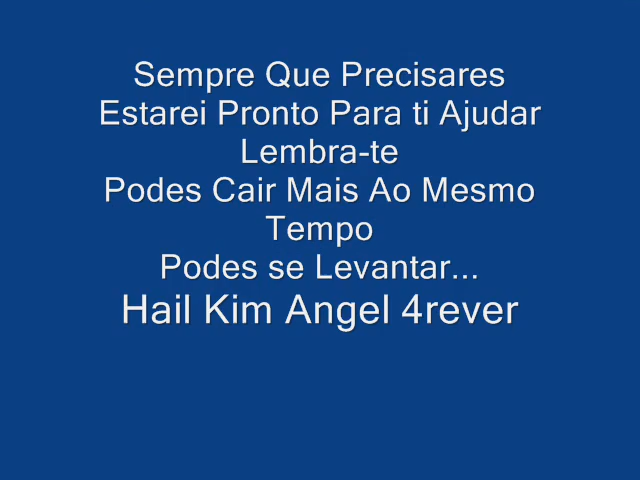 Sempre Que Precisares
Estarei Pronto Para ti Ajudar
Lembra-te
Podes Cair Mais Ao Mesmo
Tempo
Podes se Levantar...
Hail Kim Angel 4rever